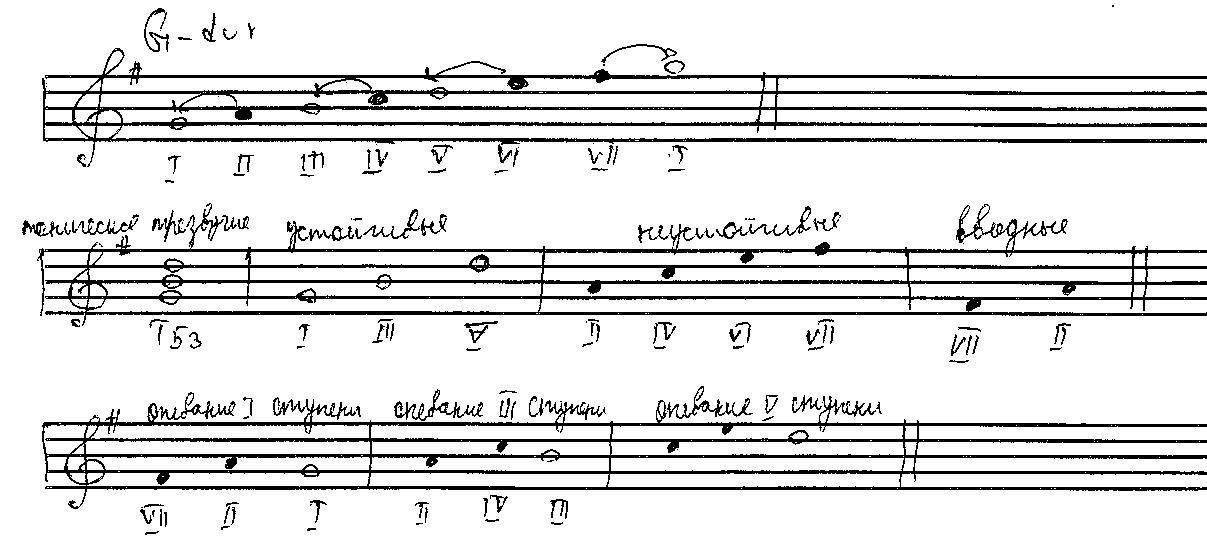 G-dur
I II III IV V VI VII I
тоническое трезвучие устойчивые неустойчивые вводные
T53 I III V II IV VI VII VII II
опевание I ступени опевание III ступени опевание V ступени
VII II I II IV III